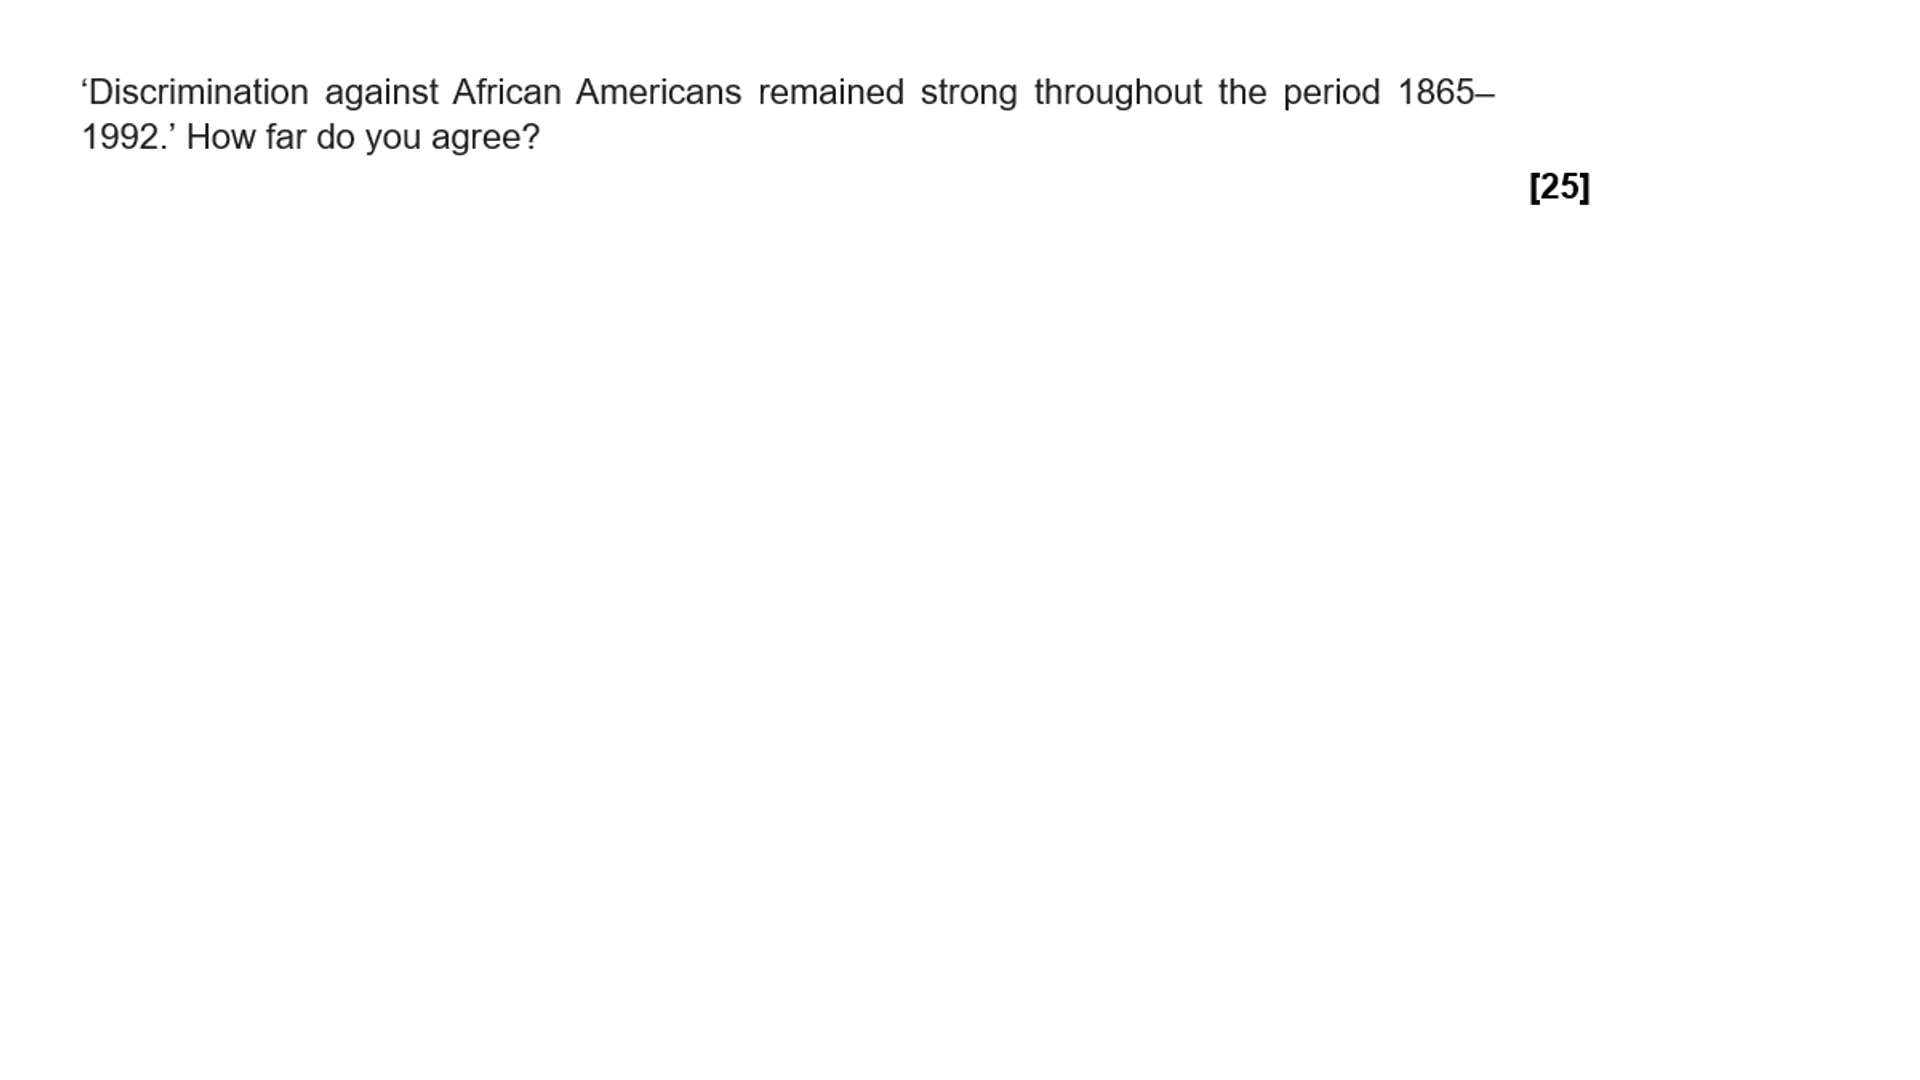 ‘Discrimination against African Americans remained strong throughout the period 1865–
1992.’ How far do you agree?
[25]